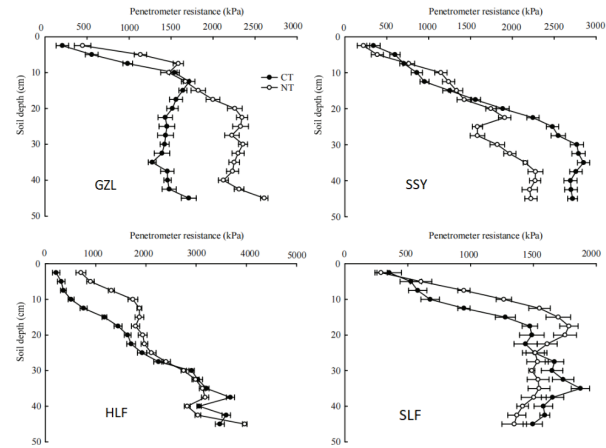 Penetrometer resistance (kPa)
0 500 1000 1500 2000 2500 3000
Soil depth (cm)
0
10
20
30
40
50
CT
NT
GZL
Penetrometer resistance (kPa)
0 500 1000 1500 2000 2500 3000
Soil depth (cm)
0
10
20
30
40
50
SSY
Penetrometer resistance (kPa)
0 1000 2000 3000 4000 5000
Soil depth (cm)
0
10
20
30
40
50
HLF
Penetrometer resistance (kPa)
0 500 1000 1500 2000
Soil depth (cm)
0
10
20
30
40
50
SLF